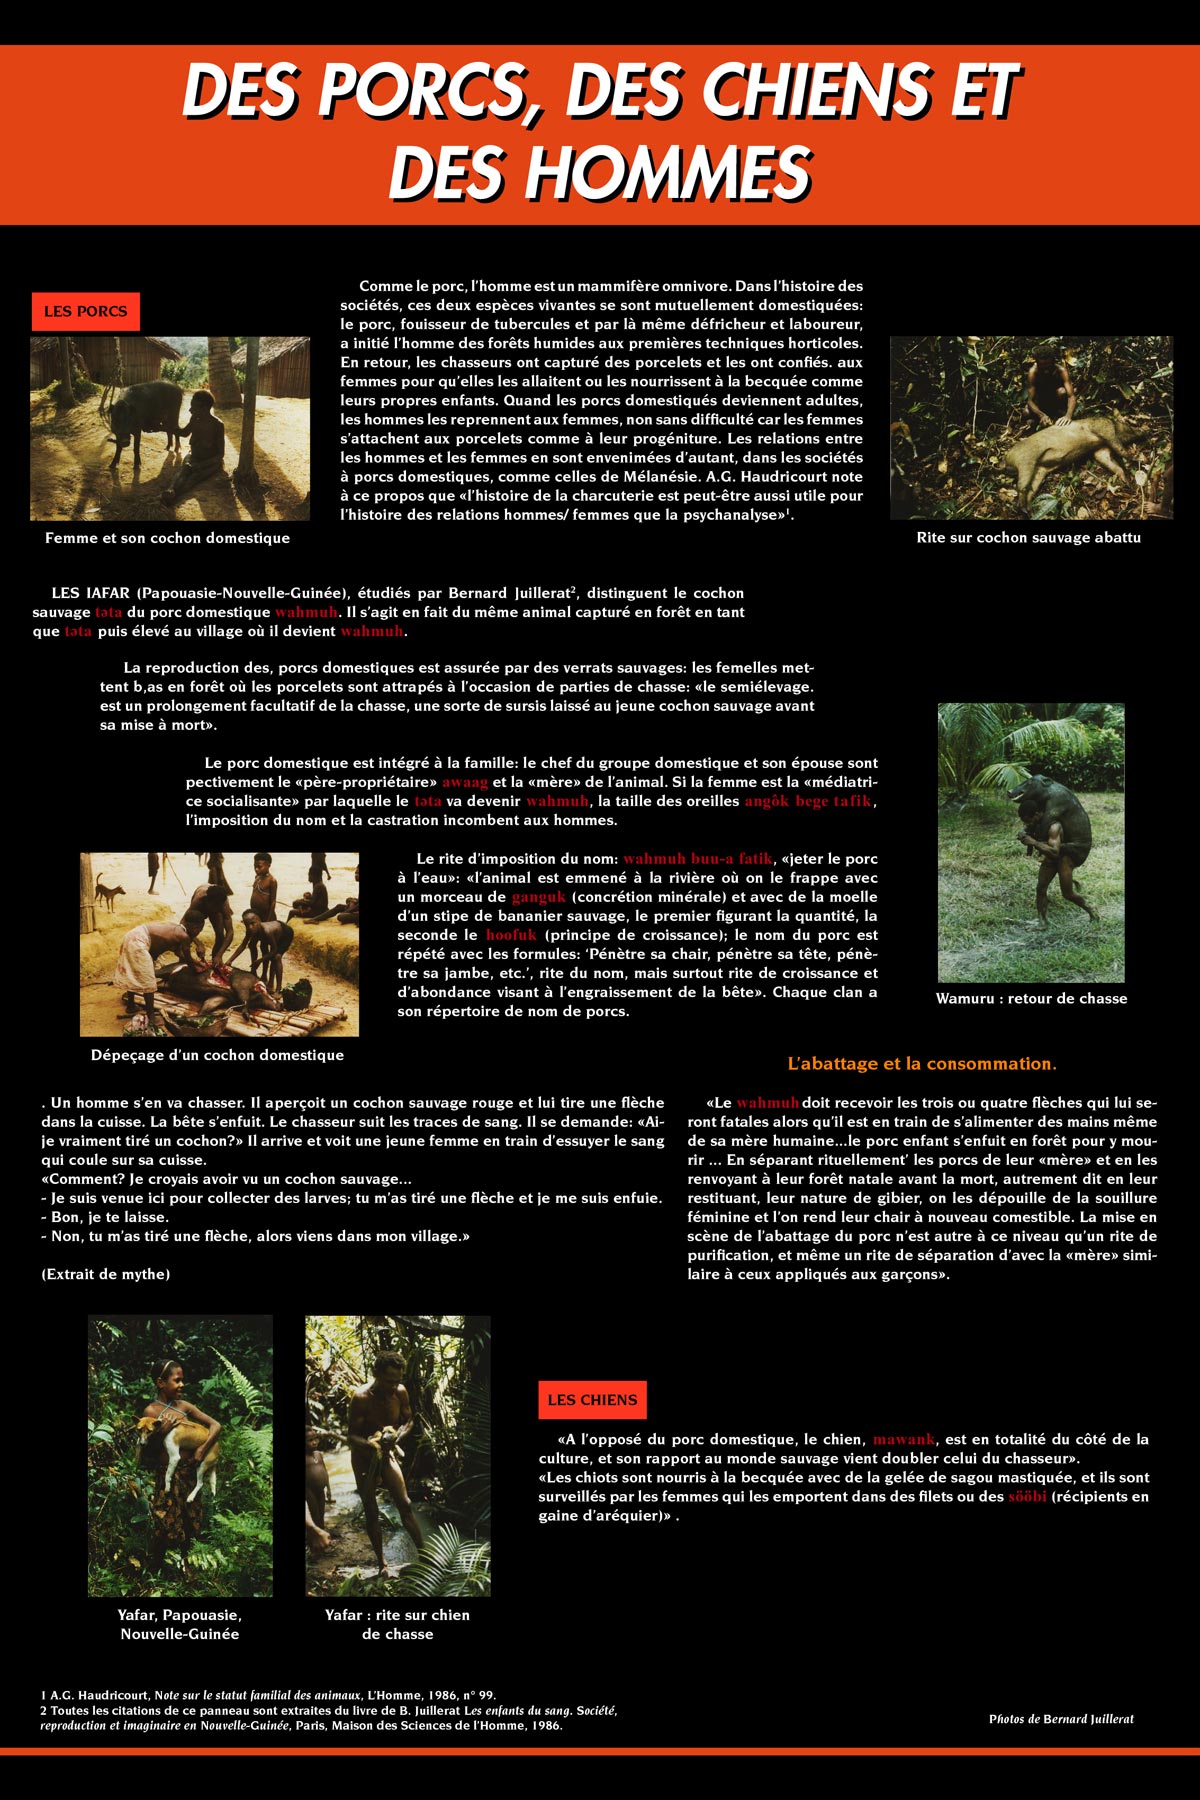 DES PORCS, DES CHIENS ET
DES HOMMES
LES PORCS
Femme et son cochon domestique
Comme le porc, l'homme est un mammifère omnivore. Dans l'histoire des
sociétés, ces deux espèces vivantes se sont mutuellement domestiquées:
le porc, fouisseur de tubercules et par là même défricheur et laboureur,
a initié l'homme des forêts humides aux premières techniques horticoles.
En retour, les chasseurs ont capturé des porcelets et les ont confiés. aux
femmes pour qu'elles les allaitent ou les nourrissent à la becquée comme
leurs propres enfants. Quand les porcs domestiqués deviennent adultes,
les hommes les reprennent aux femmes, non sans difficulté car les femmes
s'attachent aux porcelets comme à leur progéniture. Les relations entre
les hommes et les femmes en sont envenimées d'autant, dans les sociétés
à porcs domestiques, comme celles de Mélanésie. A.G. Haudricourt note
à ce propos que «l'histoire de la charcuterie est peut-être aussi utile pour
l'histoire des relations hommes/ femmes que la psychanalyse»¹.
Rite sur cochon sauvage abattu
LES IAFAR (Papouasie-Nouvelle-Guinée), étudiés par Bernard Juillerat², distinguent le cochon
sauvage təta du porc domestique wahmuh. Il s'agit en fait du même animal capturé en forêt en tant
que təta puis élevé au village où il devient wahmuh.
La reproduction des, porcs domestiques est assurée par des verrats sauvages: les femelles met-
tent b,as en forêt où les porcelets sont attrapés à l'occasion de parties de chasse: «le semiélevage.
est un prolongement facultatif de la chasse, une sorte de sursis laissé au jeune cochon sauvage avant
sa mise à mort».
Le porc domestique est intégré à la famille: le chef du groupe domestique et son épouse sont
pectivement le «père-propriétaire» awaag et la «mère» de l'animal. Si la femme est la «médiatri-
ce socialisante» par laquelle le təta va devenir wahmuh, la taille des oreilles angôk bege tafik,
l'imposition du nom et la castration incombent aux hommes.
Wamuru : retour de chasse
Dépeçage d'un cochon domestique
Le rite d'imposition du nom: wahmuh buu-a fatik, «jeter le porc
à l'eau»: «l'animal est emmené à la rivière où on le frappe avec
un morceau de ganguk (concrétion minérale) et avec de la moelle
d'un stipe de bananier sauvage, le premier figurant la quantité, la
seconde le hoofuk (principe de croissance); le nom du porc est
répété avec les formules: ‘Pénètre sa chair, pénètre sa tête, pénè-
tre sa jambe, etc.’, rite du nom, mais surtout rite de croissance et
d'abondance visant à l'engraissement de la bête». Chaque clan a
son répertoire de nom de porcs.
. Un homme s'en va chasser. Il aperçoit un cochon sauvage rouge et lui tire une flèche
dans la cuisse. La bête s'enfuit. Le chasseur suit les traces de sang. Il se demande: «Ai-
je vraiment tiré un cochon?» Il arrive et voit une jeune femme en train d'essuyer le sang
qui coule sur sa cuisse.
«Comment? Je croyais avoir vu un cochon sauvage...
- Je suis venue ici pour collecter des larves; tu m'as tiré une flèche et je me suis enfuie.
- Bon, je te laisse.
- Non, tu m'as tiré une flèche, alors viens dans mon village.»
(Extrait de mythe)
L'abattage et la consommation.
«Le wahmuh doit recevoir les trois ou quatre flèches qui lui se-
ront fatales alors qu'il est en train de s'alimenter des mains même
de sa mère humaine...le porc enfant s'enfuit en forêt pour y mou-
rir ... En séparant rituellement' les porcs de leur «mère» et en les
renvoyant à leur forêt natale avant la mort, autrement dit en leur
restituant, leur nature de gibier, on les dépouille de la souillure
féminine et l'on rend leur chair à nouveau comestible. La mise en
scène de l'abattage du porc n'est autre à ce niveau qu'un rite de
purification, et même un rite de séparation d'avec la «mère» simi-
laire à ceux appliqués aux garçons».
Yafar, Papouasie,
Nouvelle-Guinée
Yafar : rite sur chien
de chasse
LES CHIENS
«A l'opposé du porc domestique, le chien, mawank, est en totalité du côté de la
culture, et son rapport au monde sauvage vient doubler celui du chasseur».
«Les chiots sont nourris à la becquée avec de la gelée de sagou mastiquée, et ils sont
surveillés par les femmes qui les emportent dans des filets ou des sööbi (récipients en
gaine d'aréquier)» .
1 A.G. Haudricourt, Note sur le statut familial des animaux, L'Homme, 1986, n° 99.
2 Toutes les citations de ce panneau sont extraites du livre de B. Juillerat Les enfants du sang. Société,
reproduction et imaginaire en Nouvelle-Guinée, Paris, Maison des Sciences de l'Homme, 1986.
Photos de Bernard Juillerat